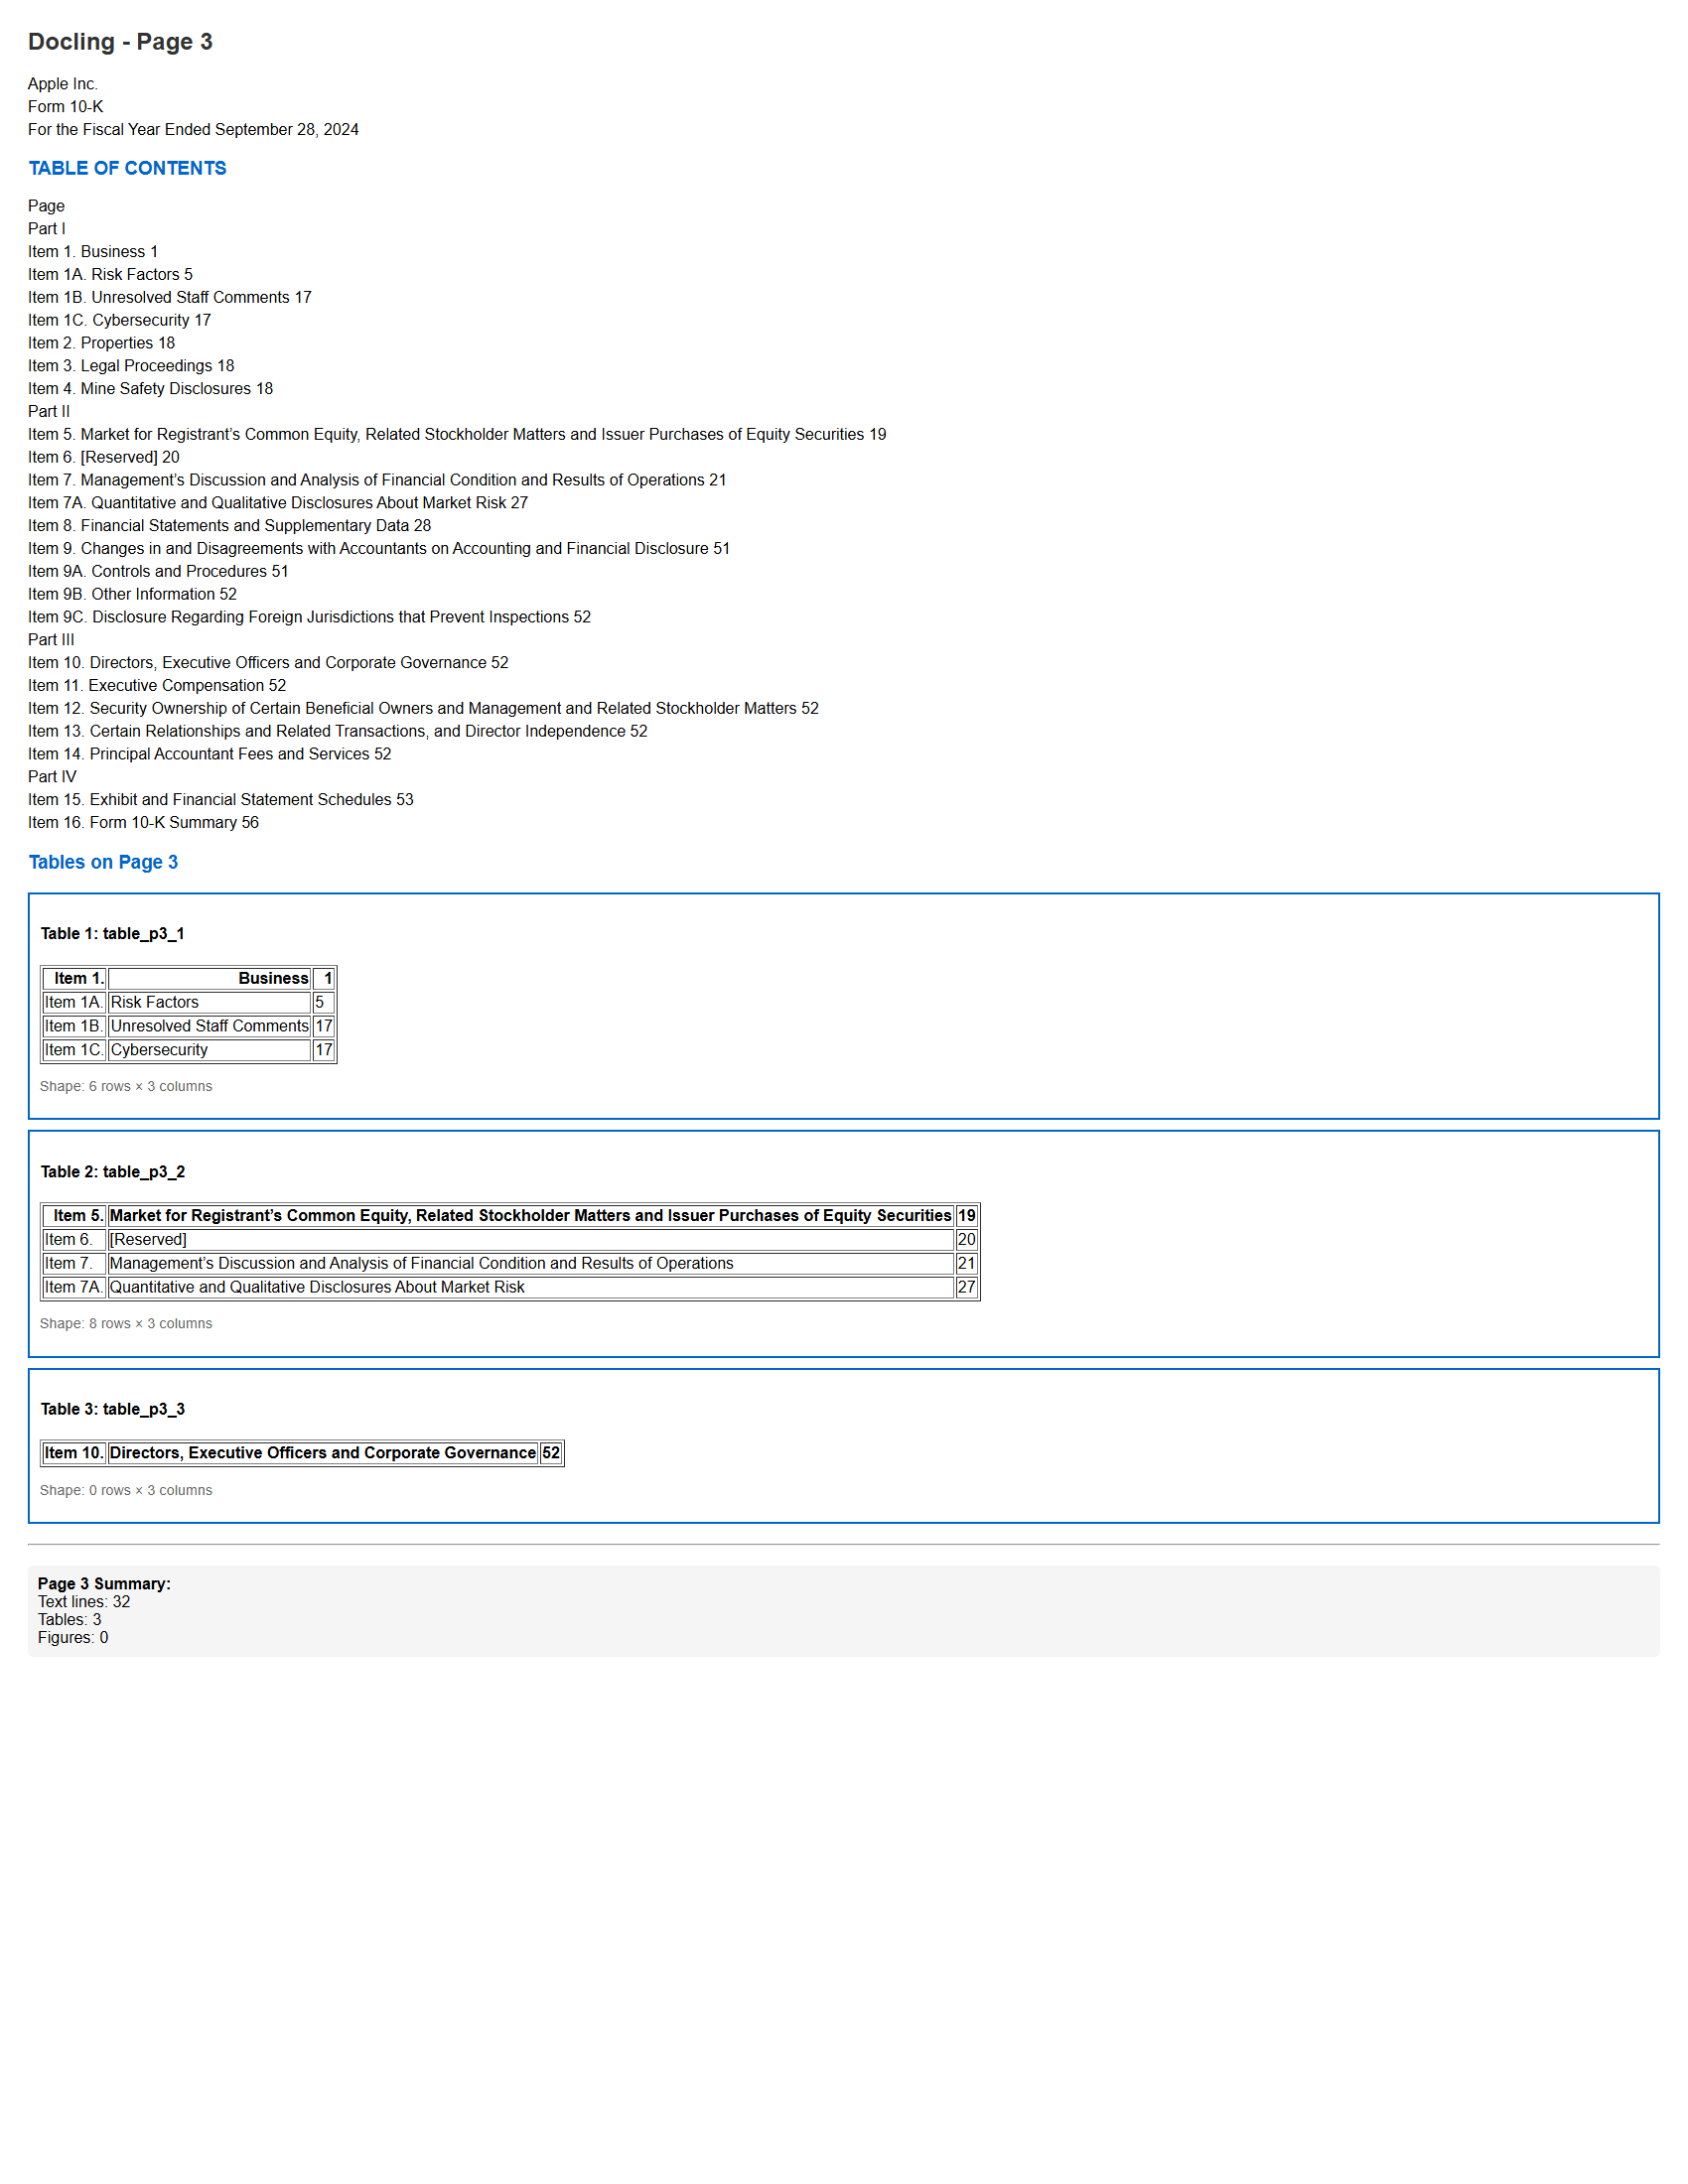 Docling - Page 3
Apple Inc.
Form 10-K
For the Fiscal Year Ended September 28, 2024
TABLE OF CONTENTS
Page
Part I
Item 1. Business 1
Item 1A. Risk Factors 5
Item 1B. Unresolved Staff Comments 17
Item 1C. Cybersecurity 17
Item 2. Properties 18
Item 3. Legal Proceedings 18
Item 4. Mine Safety Disclosures 18
Part II
Item 5. Market for Registrant’s Common Equity, Related Stockholder Matters and Issuer Purchases of Equity Securities 19
Item 6. [Reserved] 20
Item 7. Management’s Discussion and Analysis of Financial Condition and Results of Operations 21
Item 7A. Quantitative and Qualitative Disclosures About Market Risk 27
Item 8. Financial Statements and Supplementary Data 28
Item 9. Changes in and Disagreements with Accountants on Accounting and Financial Disclosure 51
Item 9A. Controls and Procedures 51
Item 9B. Other Information 52
Item 9C. Disclosure Regarding Foreign Jurisdictions that Prevent Inspections 52
Part III
Item 10. Directors, Executive Officers and Corporate Governance 52
Item 11. Executive Compensation 52
Item 12. Security Ownership of Certain Beneficial Owners and Management and Related Stockholder Matters 52
Item 13. Certain Relationships and Related Transactions, and Director Independence 52
Item 14. Principal Accountant Fees and Services 52
Part IV
Item 15. Exhibit and Financial Statement Schedules 53
Item 16. Form 10-K Summary 56
Tables on Page 3
Table 1: table_p3_1
Item 1. Business 1
Item 1A. Risk Factors 5
Item 1B. Unresolved Staff Comments 17
Item 1C. Cybersecurity 17
Shape: 6 rows × 3 columns
Table 2: table_p3_2
Item 5. Market for Registrant’s Common Equity, Related Stockholder Matters and Issuer Purchases of Equity Securities 19
Item 6. [Reserved] 20
Item 7. Management’s Discussion and Analysis of Financial Condition and Results of Operations 21
Item 7A. Quantitative and Qualitative Disclosures About Market Risk 27
Shape: 8 rows × 3 columns
Table 3: table_p3_3
Item 10. Directors, Executive Officers and Corporate Governance 52
Shape: 0 rows × 3 columns
Page 3 Summary:
Text lines: 32
Tables: 3
Figures: 0